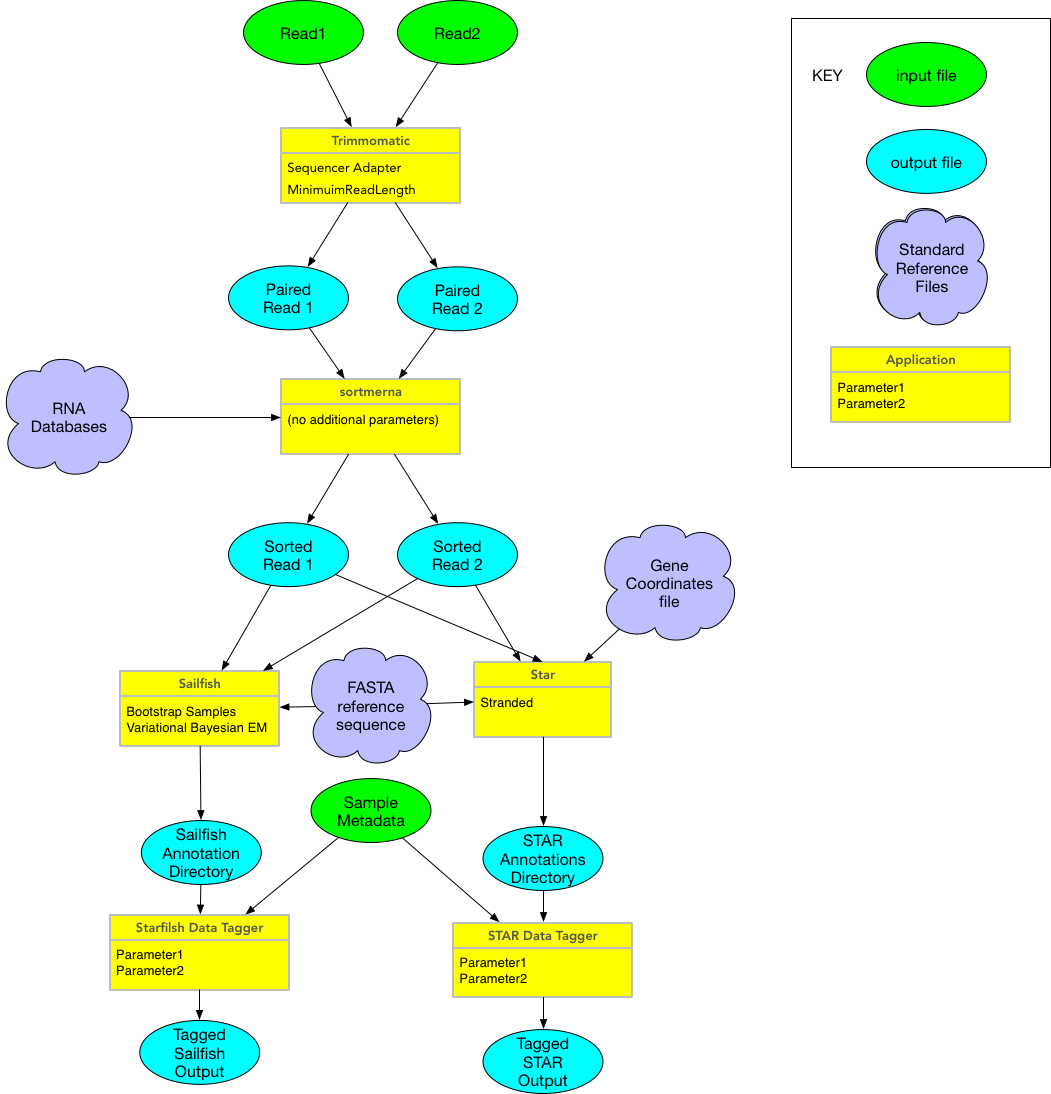 Read1
Read2
KEY
input file
Trimmomatic
Sequencer Adapter
MinimuimReadLength
output file
Standard
Reference
Files
Paired
Read 1
Paired
Read 2
Application
Parameter1
Parameter2
RNA
Databases
sortmerna
(no additional parameters)
Sorted
Read 1
Sorted
Read 2
Gene
Coordinates
file
Sailfish
Bootstrap Samples
Variational Bayesian EM
FASTA
reference
sequence
Star
Stranded
Sample
Metadata
Sailfish
Annotation
Directory
STAR
Annotations
Directory
Starfilsh Data Tagger
Parameter1
Parameter2
STAR Data Tagger
Parameter1
Parameter2
Tagged
Sailfish
Output
Tagged
STAR
Output